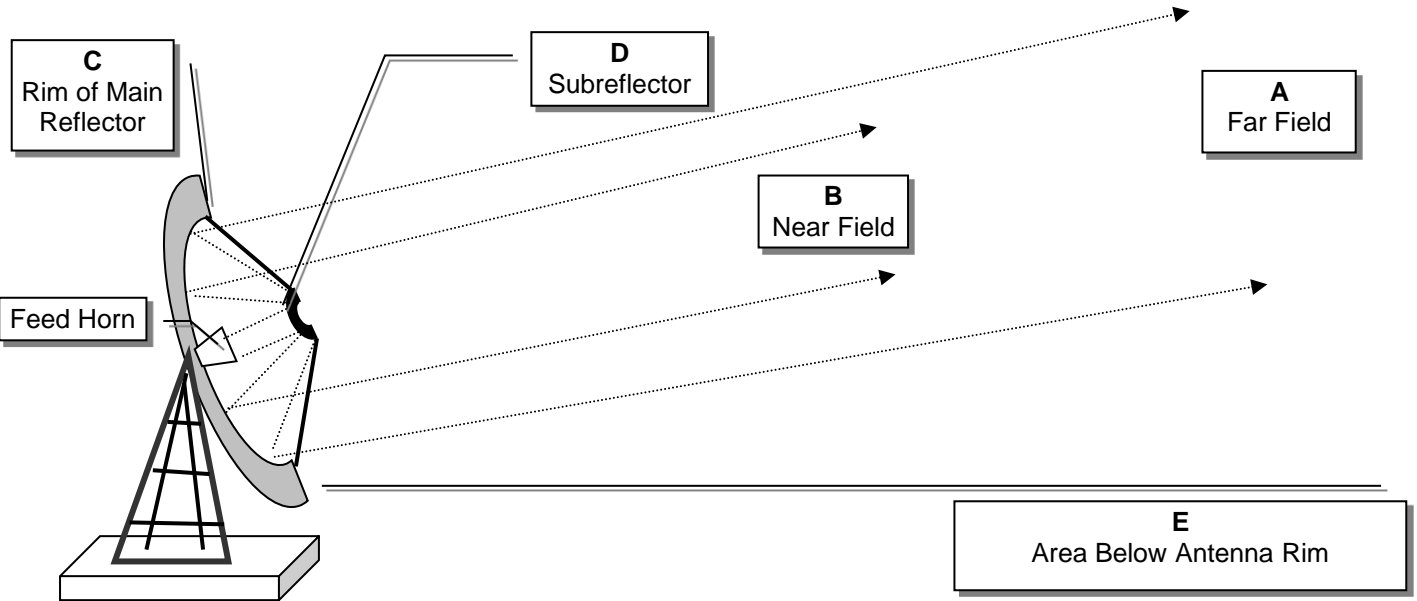 C
Rim of Main
Reflector
D
Subreflector
A
Far Field
B
Near Field
Feed Horn
E
Area Below Antenna Rim